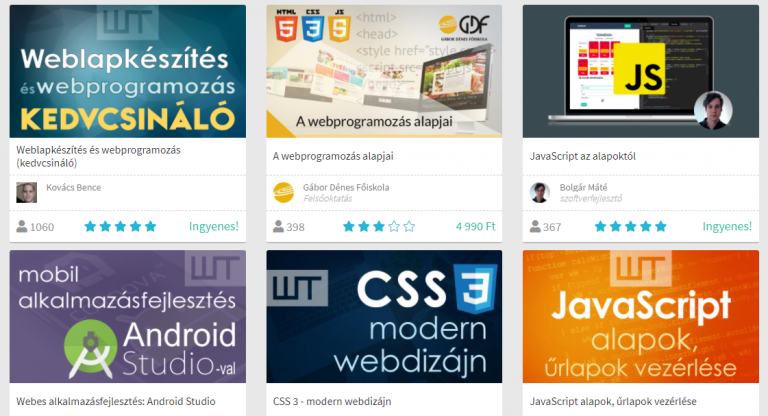 WT
Weblapkészítés
és webprogramozás
KEDVCSINÁLÓ
Weblapkészítés és webprogramozás
(kedvcsináló)
Kovács Bence
1060
Ingyenes!
HTML CSS JS
5 3 5
<html>
<head>
<style href="style.css
GDF
GÁBOR DÉNES FŐISKOLA
A webprogramozás alapjai
A webprogramozás alapjai
Gábor Dénes Főiskola
Felsőoktatás
398
4 990 Ft
JS
JavaScript az alapoktól
Bolgár Máté
szoftverfejlesztő
367
Ingyenes!
WT
mobil
alkalmazásfejlesztés
Android
Studio-val
Webes alkalmazásfejlesztés: Android Studio
WT
CSS 3
modern
webdizájn
CSS 3 - modern webdizájn
WT
JavaScript
alapok,
űrlapok vezérlése
JavaScript alapok, űrlapok vezérlése